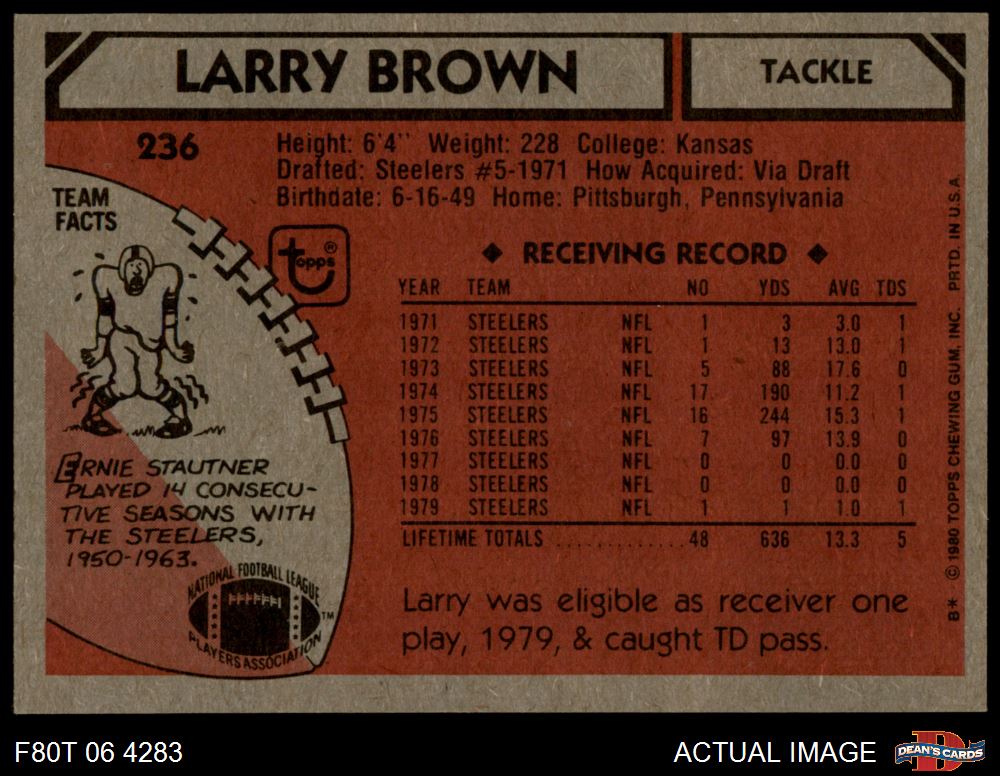 LARRY BROWN
TACKLE
236
Height: 6'4" Weight: 228 College: Kansas
Drafted: Steelers #5-1971 How Acquired: Via Draft
Birthdate: 6-16-49 Home: Pittsburgh, Pennsylvania
TEAM
FACTS
topps®
◆ RECEIVING RECORD ◆
YEAR TEAM NO YDS AVG TDS
1971 STEELERS NFL 1 3 3.0 1
1972 STEELERS NFL 1 13 13.0 1
1973 STEELERS NFL 5 88 17.6 0
1974 STEELERS NFL 17 190 11.2 1
1975 STEELERS NFL 16 244 15.3 1
1976 STEELERS NFL 7 97 13.9 0
1977 STEELERS NFL 0 0 0.0 0
1978 STEELERS NFL 0 0 0.0 0
1979 STEELERS NFL 1 1 1.0 1
LIFETIME TOTALS ............. 48 636 13.3 5
ERNIE STAUTNER
PLAYED 14 CONSECU-
TIVE SEASONS WITH
THE STEELERS,
1950-1963.
NATIONAL FOOTBALL LEAGUE
PLAYERS ASSOCIATION
TM
Larry was eligible as receiver one
play, 1979, & caught TD pass.
B* © 1980 TOPPS CHEWING GUM, INC. PRTD. IN U.S.A.
F80T 06 4283
ACTUAL IMAGE
D
DEAN'S CARDS